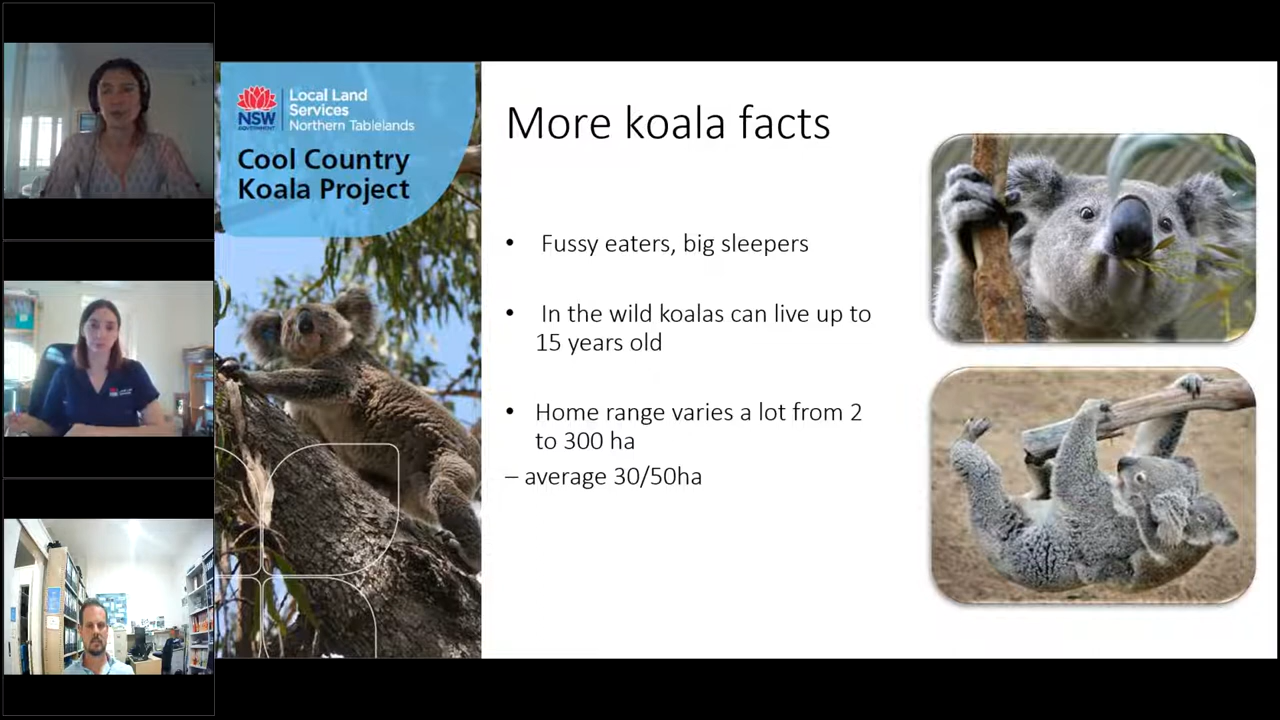 Local Land
Services
Northern Tablelands
NSW
GOVERNMENT
Cool Country
Koala Project
More koala facts
• Fussy eaters, big sleepers
• In the wild koalas can live up to
15 years old
• Home range varies a lot from 2
to 300 ha
– average 30/50ha